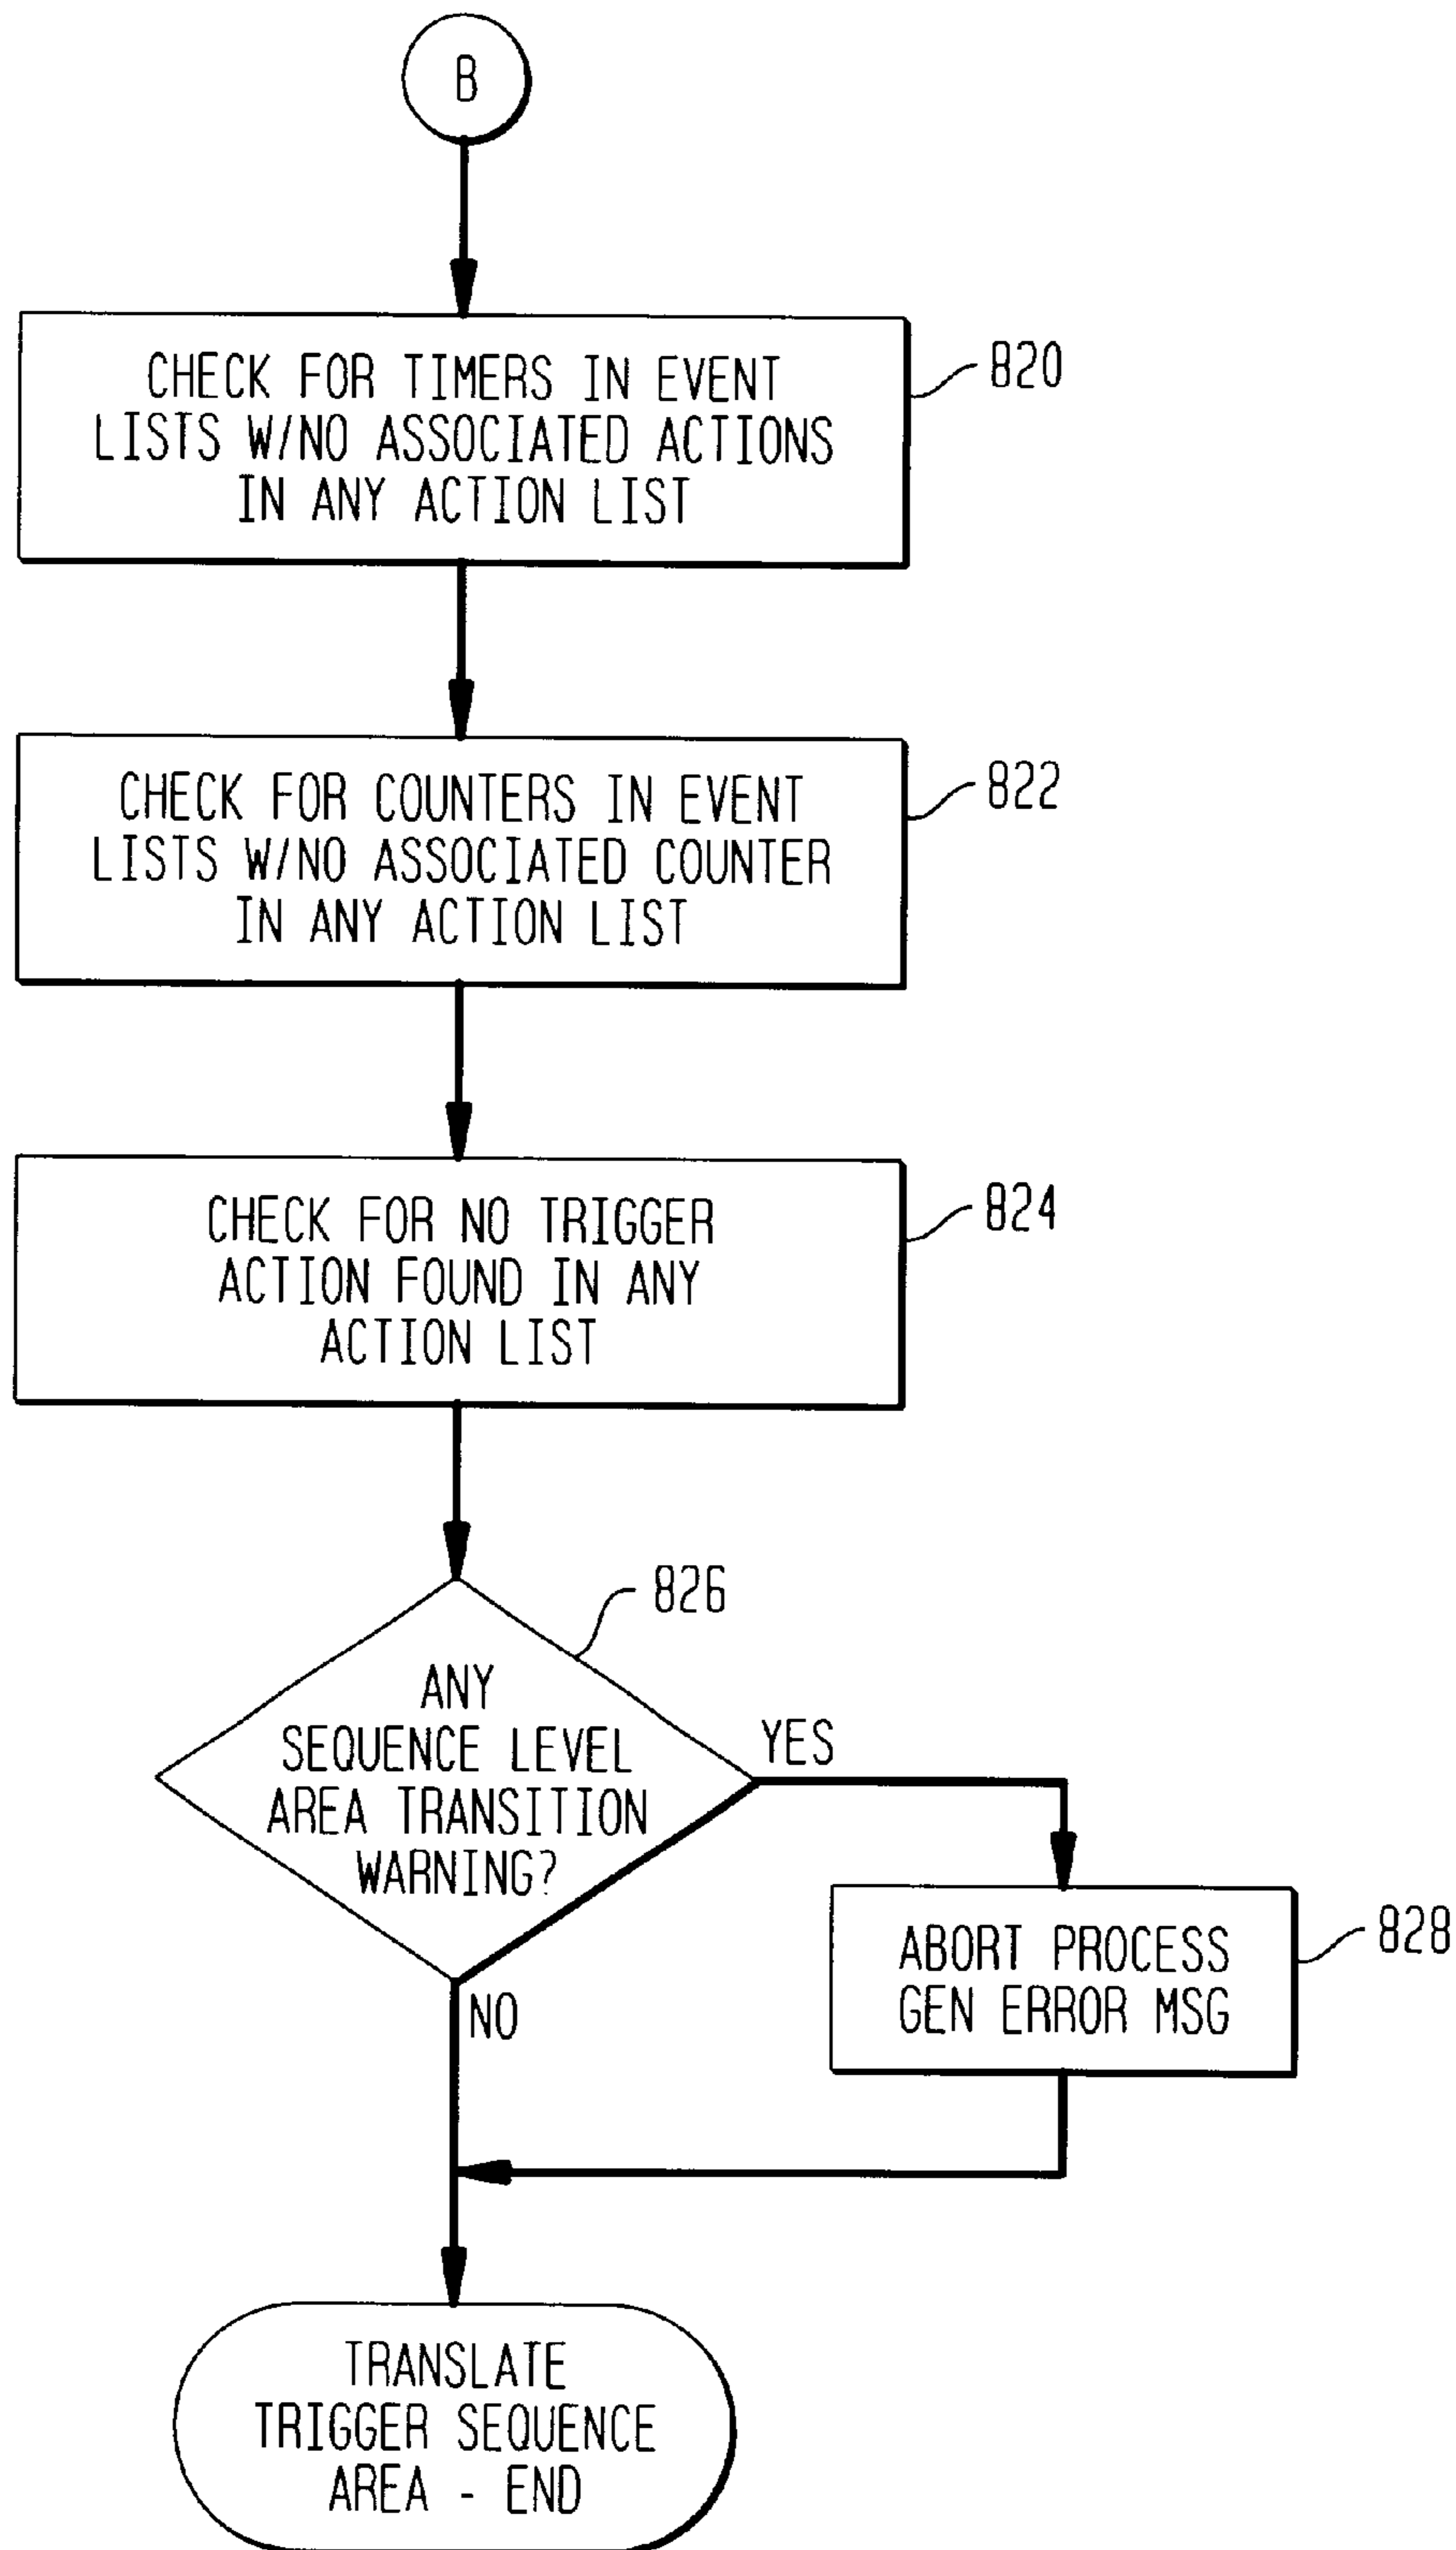 B
CHECK FOR TIMERS IN EVENT
LISTS W/NO ASSOCIATED ACTIONS
IN ANY ACTION LIST
820
CHECK FOR COUNTERS IN EVENT
LISTS W/NO ASSOCIATED COUNTER
IN ANY ACTION LIST
822
CHECK FOR NO TRIGGER
ACTION FOUND IN ANY
ACTION LIST
824
826
ANY
SEQUENCE LEVEL
AREA TRANSITION
WARNING?
YES
NO
ABORT PROCESS
GEN ERROR MSG
828
TRANSLATE
TRIGGER SEQUENCE
AREA - END